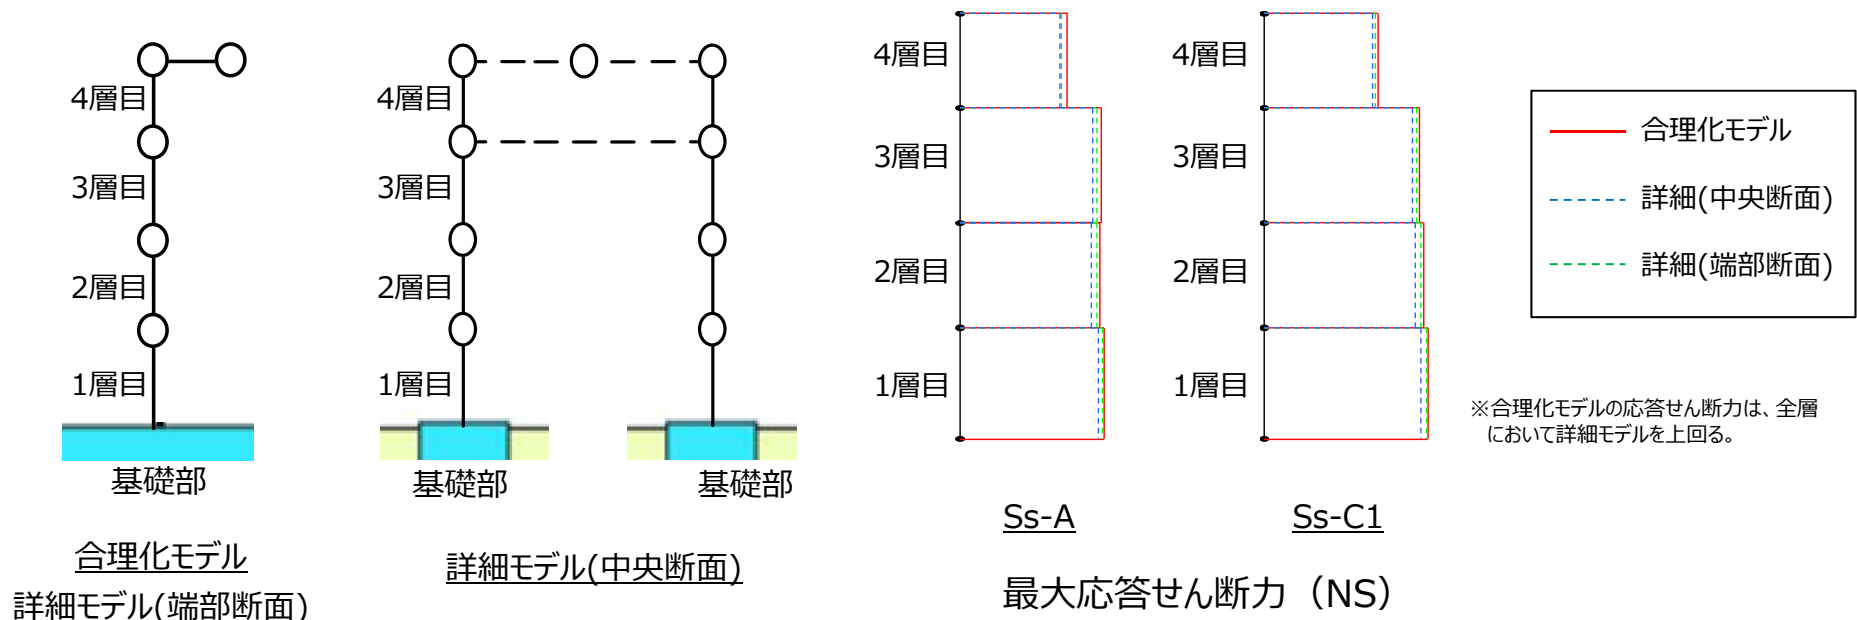 4層目
3層目
2層目
1層目
基礎部
合理化モデル
詳細モデル(端部断面)
4層目
3層目
2層目
1層目
基礎部
基礎部
詳細モデル(中央断面)
4層目
3層目
2層目
1層目
Ss-A
4層目
3層目
2層目
1層目
Ss-C1
最大応答せん断力（NS）
合理化モデル
詳細(中央断面)
詳細(端部断面)
※合理化モデルの応答せん断力は、全層
において詳細モデルを上回る。